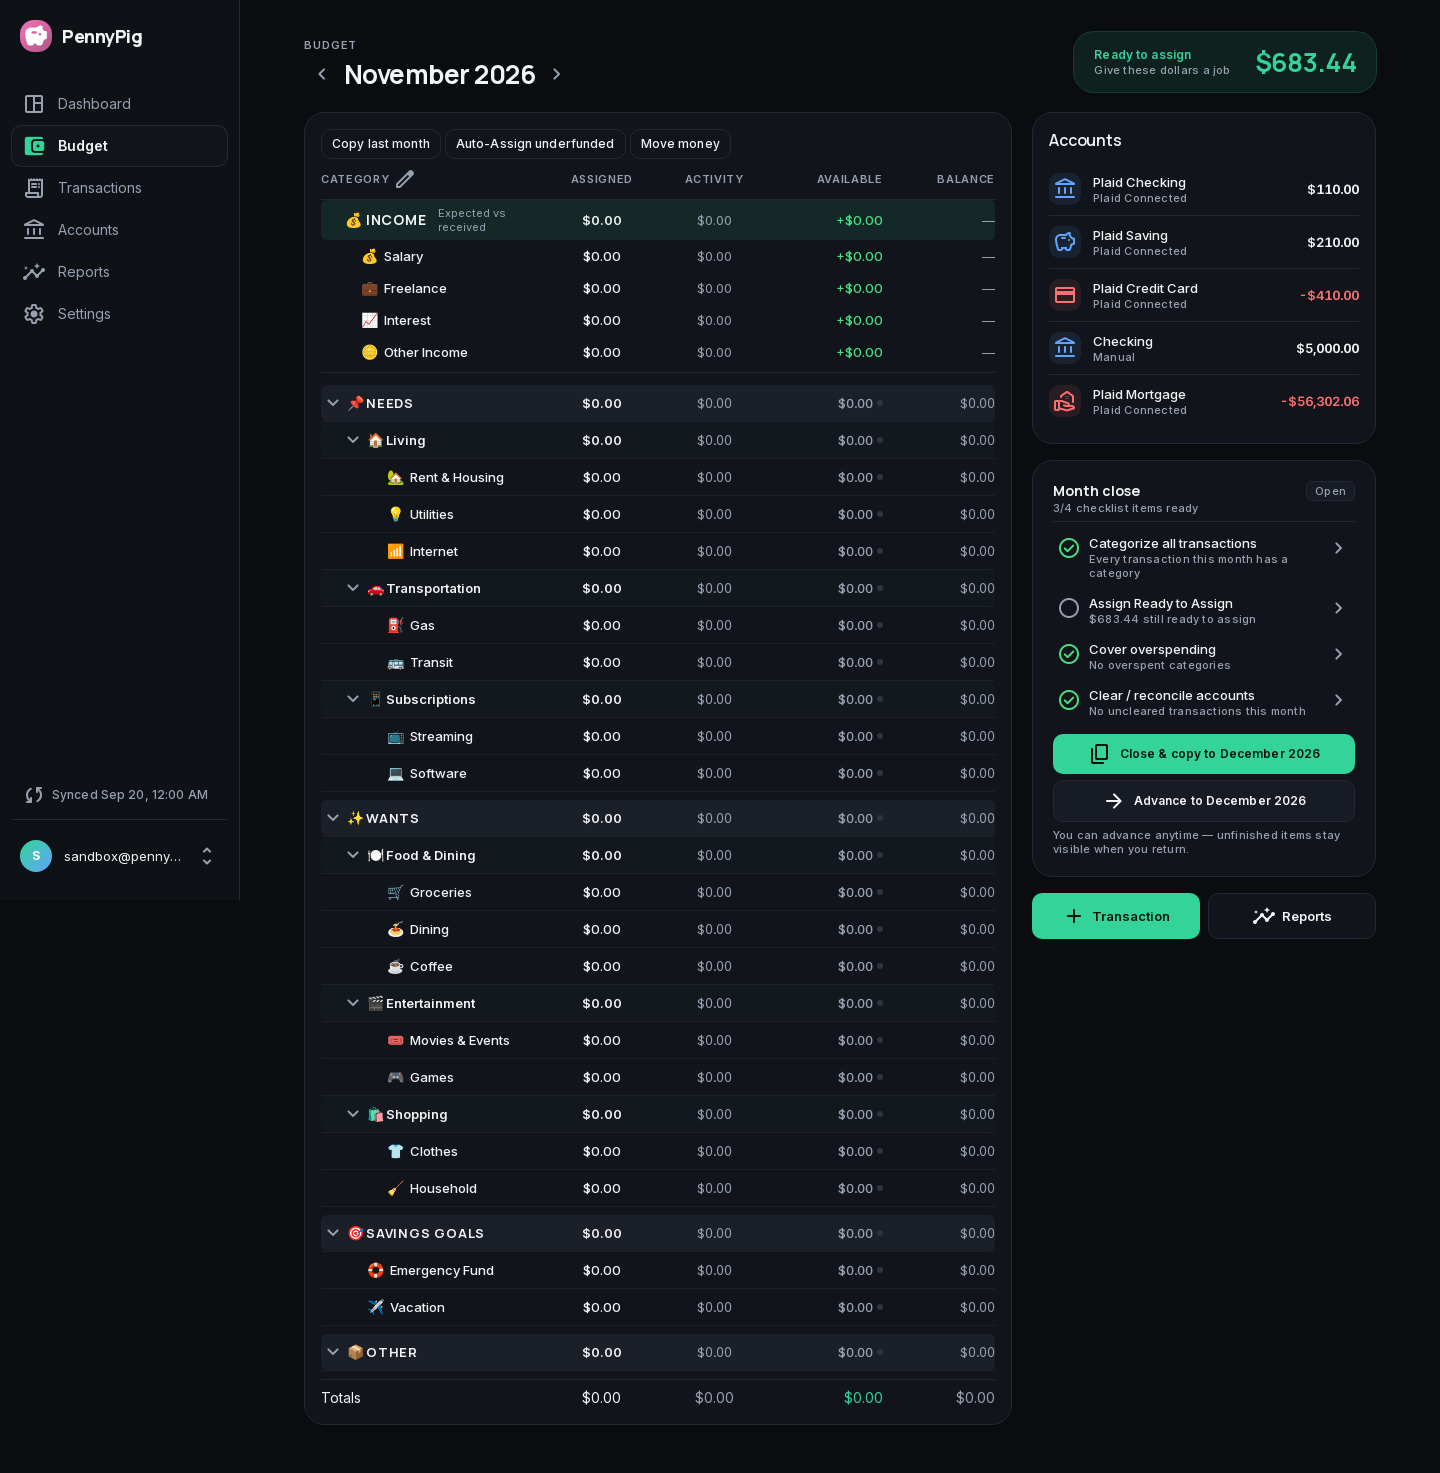 PennyPig
Dashboard
Budget
Transactions
Accounts
Reports
Settings
Synced Sep 20, 12:00 AM
S
sandbox@penny...
BUDGET
November 2026
Ready to assign
Give these dollars a job
$683.44
Copy last month
Auto-Assign underfunded
Move money
CATEGORY ASSIGNED ACTIVITY AVAILABLE BALANCE
INCOME Expected vs received $0.00 $0.00 +$0.00 —
Salary $0.00 $0.00 +$0.00 —
Freelance $0.00 $0.00 +$0.00 —
Interest $0.00 $0.00 +$0.00 —
Other Income $0.00 $0.00 +$0.00 —
NEEDS $0.00 $0.00 $0.00 $0.00
Living $0.00 $0.00 $0.00 $0.00
Rent & Housing $0.00 $0.00 $0.00 $0.00
Utilities $0.00 $0.00 $0.00 $0.00
Internet $0.00 $0.00 $0.00 $0.00
Transportation $0.00 $0.00 $0.00 $0.00
Gas $0.00 $0.00 $0.00 $0.00
Transit $0.00 $0.00 $0.00 $0.00
Subscriptions $0.00 $0.00 $0.00 $0.00
Streaming $0.00 $0.00 $0.00 $0.00
Software $0.00 $0.00 $0.00 $0.00
WANTS $0.00 $0.00 $0.00 $0.00
Food & Dining $0.00 $0.00 $0.00 $0.00
Groceries $0.00 $0.00 $0.00 $0.00
Dining $0.00 $0.00 $0.00 $0.00
Coffee $0.00 $0.00 $0.00 $0.00
Entertainment $0.00 $0.00 $0.00 $0.00
Movies & Events $0.00 $0.00 $0.00 $0.00
Games $0.00 $0.00 $0.00 $0.00
Shopping $0.00 $0.00 $0.00 $0.00
Clothes $0.00 $0.00 $0.00 $0.00
Household $0.00 $0.00 $0.00 $0.00
SAVINGS GOALS $0.00 $0.00 $0.00 $0.00
Emergency Fund $0.00 $0.00 $0.00 $0.00
Vacation $0.00 $0.00 $0.00 $0.00
OTHER $0.00 $0.00 $0.00 $0.00
Totals $0.00 $0.00 $0.00 $0.00
Accounts
Plaid Checking
Plaid Connected
$110.00
Plaid Saving
Plaid Connected
$210.00
Plaid Credit Card
Plaid Connected
-$410.00
Checking
Manual
$5,000.00
Plaid Mortgage
Plaid Connected
-$56,302.06
Month close
Open
3/4 checklist items ready
Categorize all transactions
Every transaction this month has a
category
Assign Ready to Assign
$683.44 still ready to assign
Cover overspending
No overspent categories
Clear / reconcile accounts
No uncleared transactions this month
Close & copy to December 2026
Advance to December 2026
You can advance anytime — unfinished items stay
visible when you return.
Transaction
Reports